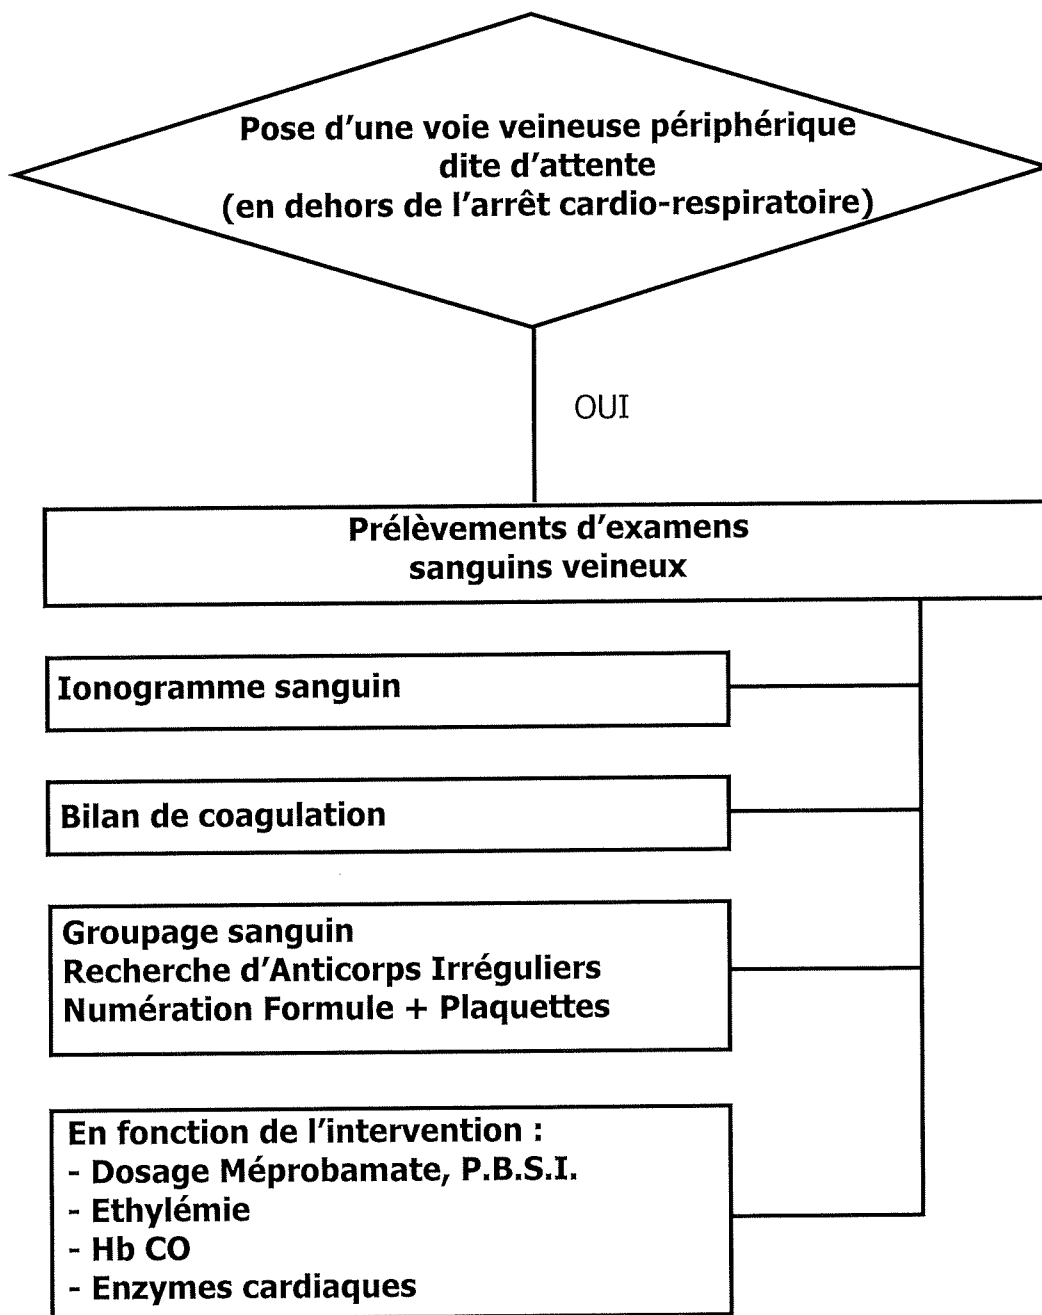 Pose d'une voie veineuse périphérique
dite d'attente
(en dehors de l'arrêt cardio-respiratoire)
OUI
Prélèvements d'examens
sanguins veineux
Ionogramme sanguin
Bilan de coagulation
Groupage sanguin
Recherche d'Anticorps Irréguliers
Numération Formule + Plaquettes
En fonction de l'intervention :
- Dosage Méprobamate, P.B.S.I.
- Ethylémie
- Hb CO
- Enzymes cardiaques